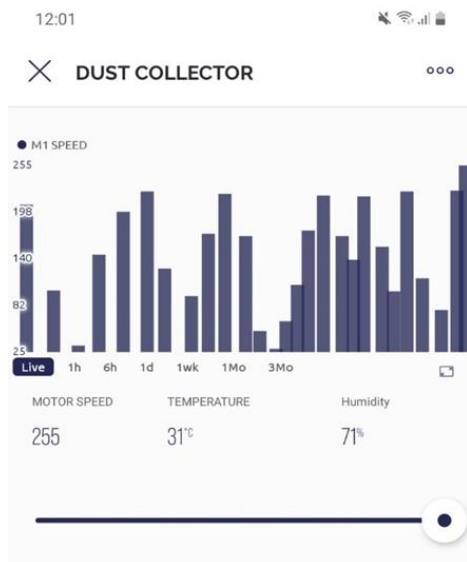 12:01
DUST COLLECTOR
M1 SPEED
255
198
140
82
25
Live 1h 6h 1d 1wk 1Mo 3Mo
MOTOR SPEED TEMPERATURE Humidity
255 31°C 71%